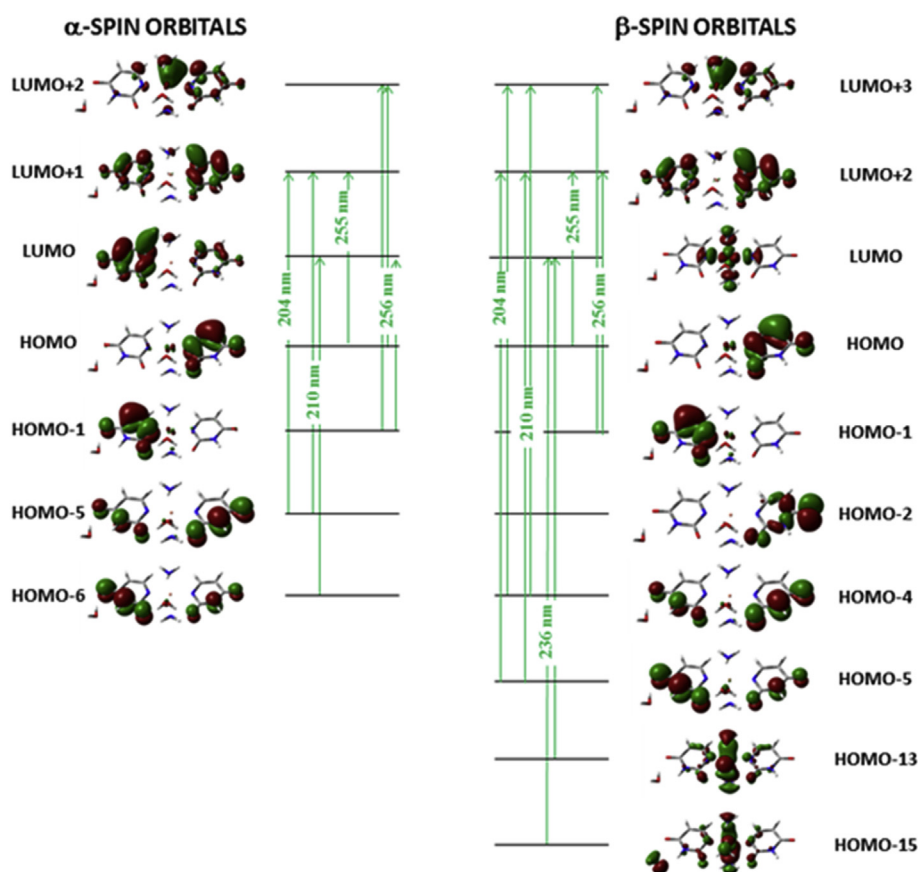 α-SPIN ORBITALS
LUMO+2
LUMO+1
LUMO
HOMO
HOMO-1
HOMO-5
HOMO-6
204 nm
210 nm
255 nm
256 nm
β-SPIN ORBITALS
LUMO+3
LUMO+2
LUMO
HOMO
HOMO-1
HOMO-2
HOMO-4
HOMO-5
HOMO-13
HOMO-15
204 nm
210 nm
236 nm
255 nm
256 nm